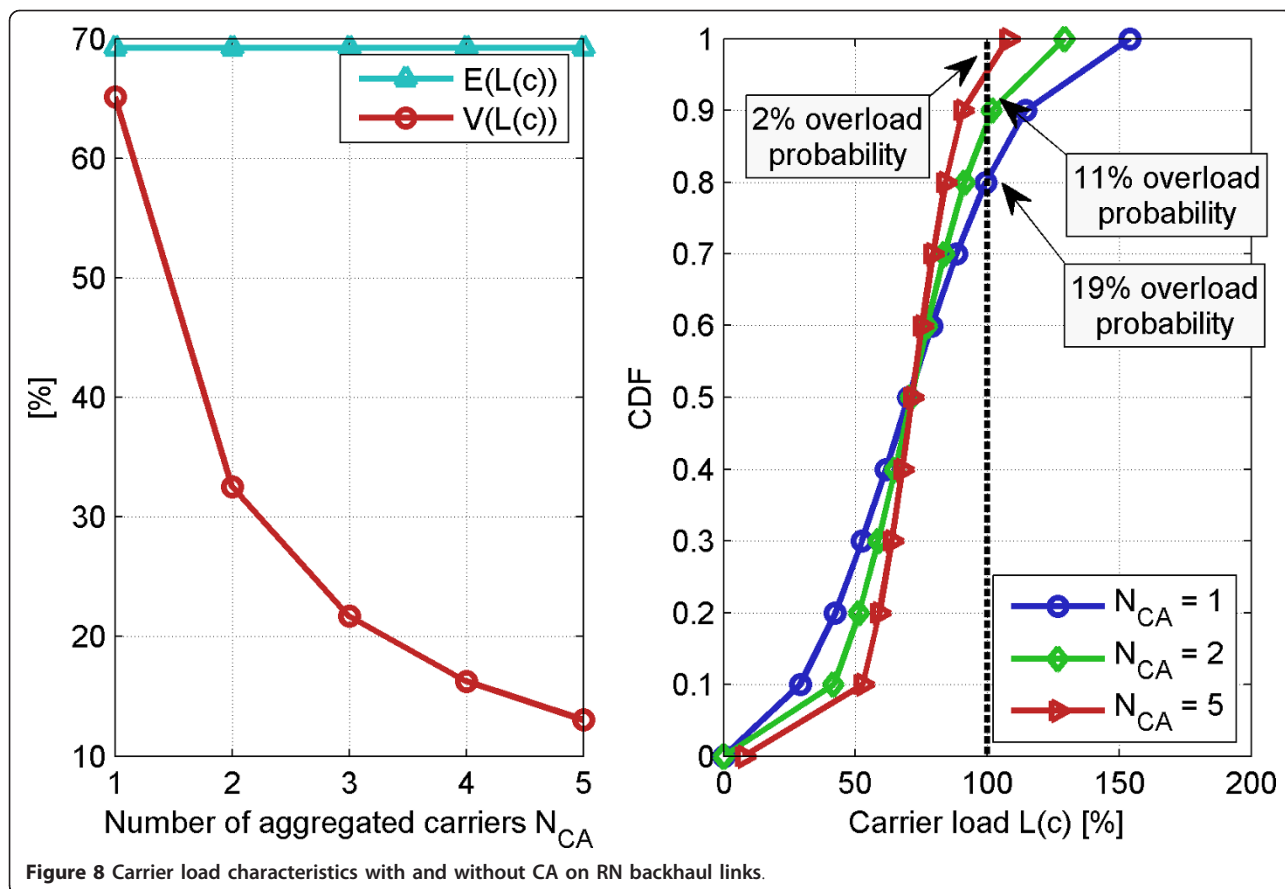 70
60
50
40
30
20
10
[%]
E(L(c))
V(L(c))
1
2
3
4
5
Number of aggregated carriers N_CA
1
0.9
0.8
0.7
0.6
0.5
0.4
0.3
0.2
0.1
0
CDF
2% overload
probability
11% overload
probability
19% overload
probability
N_CA = 1
N_CA = 2
N_CA = 5
0
50
100
150
200
Carrier load L(c) [%]
Figure 8 Carrier load characteristics with and without CA on RN backhaul links.